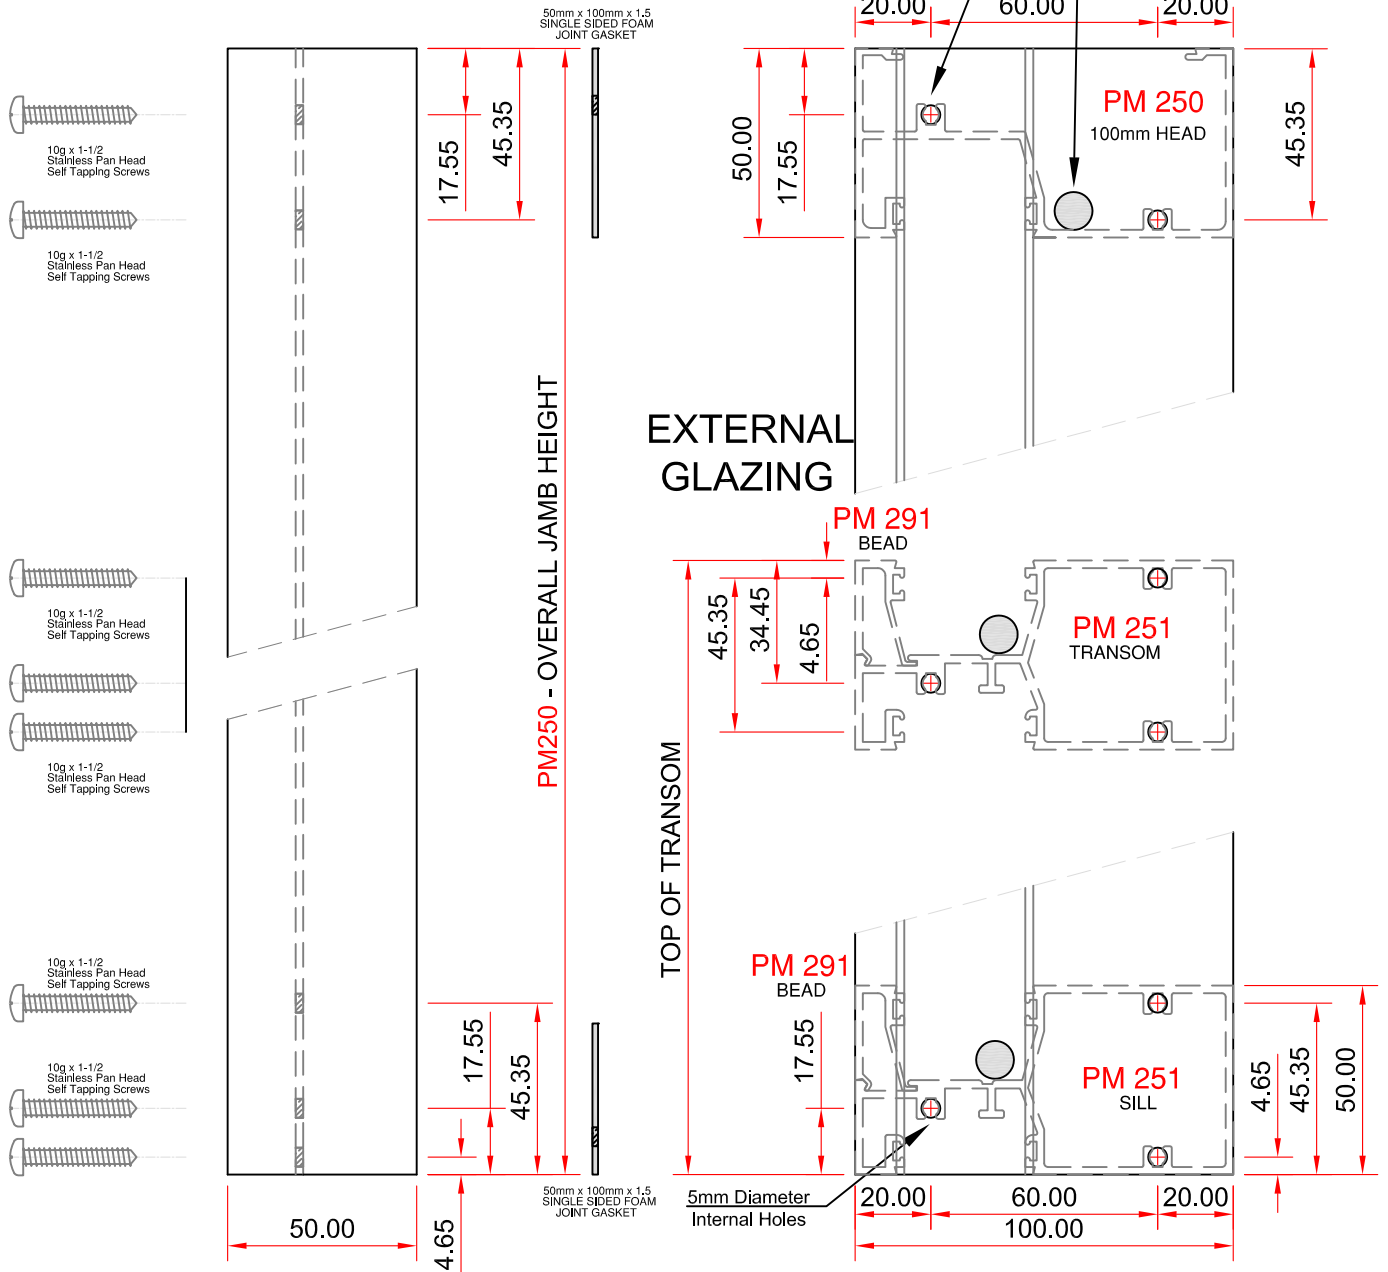 50mm x 100mm x 1.5
SINGLE SIDED FOAM
JOINT GASKET
20.00
60.00
20.00
10g x 1-1/2
Stainless Pan Head
Self Tapping Screws
10g x 1-1/2
Stainless Pan Head
Self Tapping Screws
17.55
45.35
50.00
17.55
PM 250
100mm HEAD
45.35
PM250 - OVERALL JAMB HEIGHT
EXTERNAL
GLAZING
PM 291
BEAD
10g x 1-1/2
Stainless Pan Head
Self Tapping Screws
10g x 1-1/2
Stainless Pan Head
Self Tapping Screws
45.35
34.45
4.65
PM 251
TRANSOM
TOP OF TRANSOM
10g x 1-1/2
Stainless Pan Head
Self Tapping Screws
10g x 1-1/2
Stainless Pan Head
Self Tapping Screws
17.55
45.35
4.65
50.00
PM 291
BEAD
17.55
PM 251
SILL
4.65
45.35
50.00
50mm x 100mm x 1.5
SINGLE SIDED FOAM
JOINT GASKET
5mm Diameter
Internal Holes
20.00
60.00
20.00
100.00